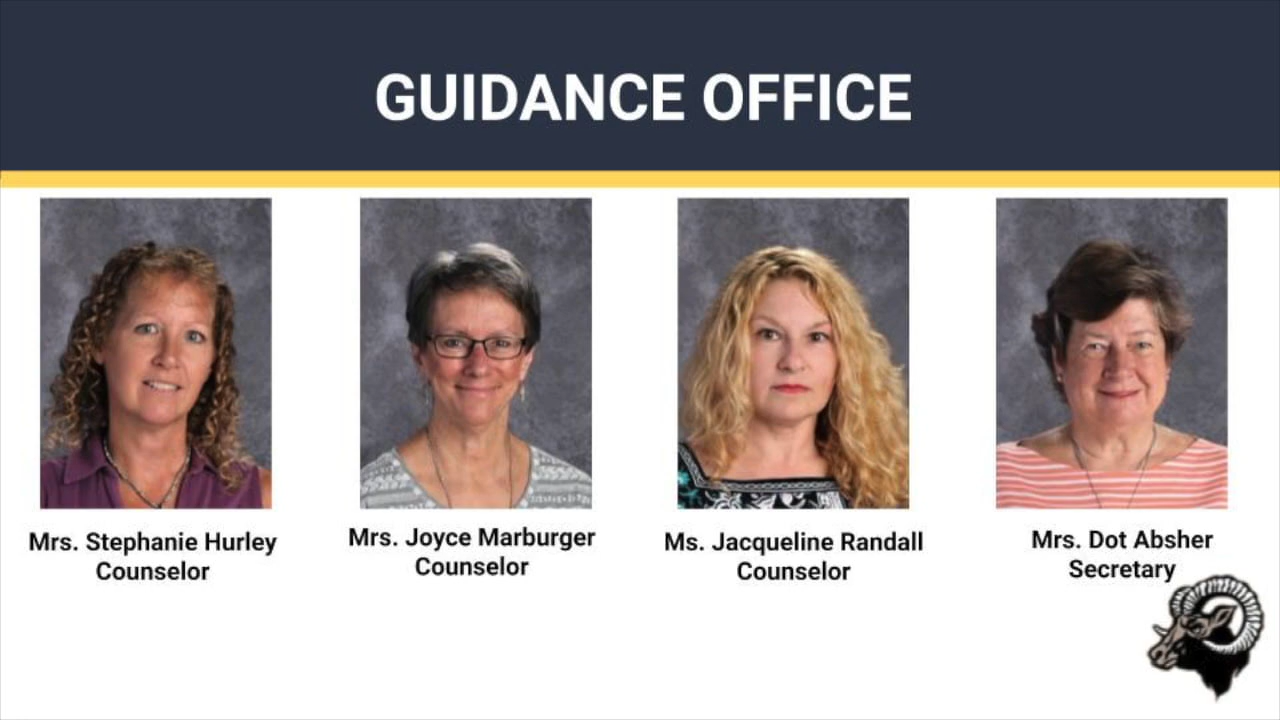 GUIDANCE OFFICE
Mrs. Stephanie Hurley
Counselor
Mrs. Joyce Marburger
Counselor
Ms. Jacqueline Randall
Counselor
Mrs. Dot Absher
Secretary